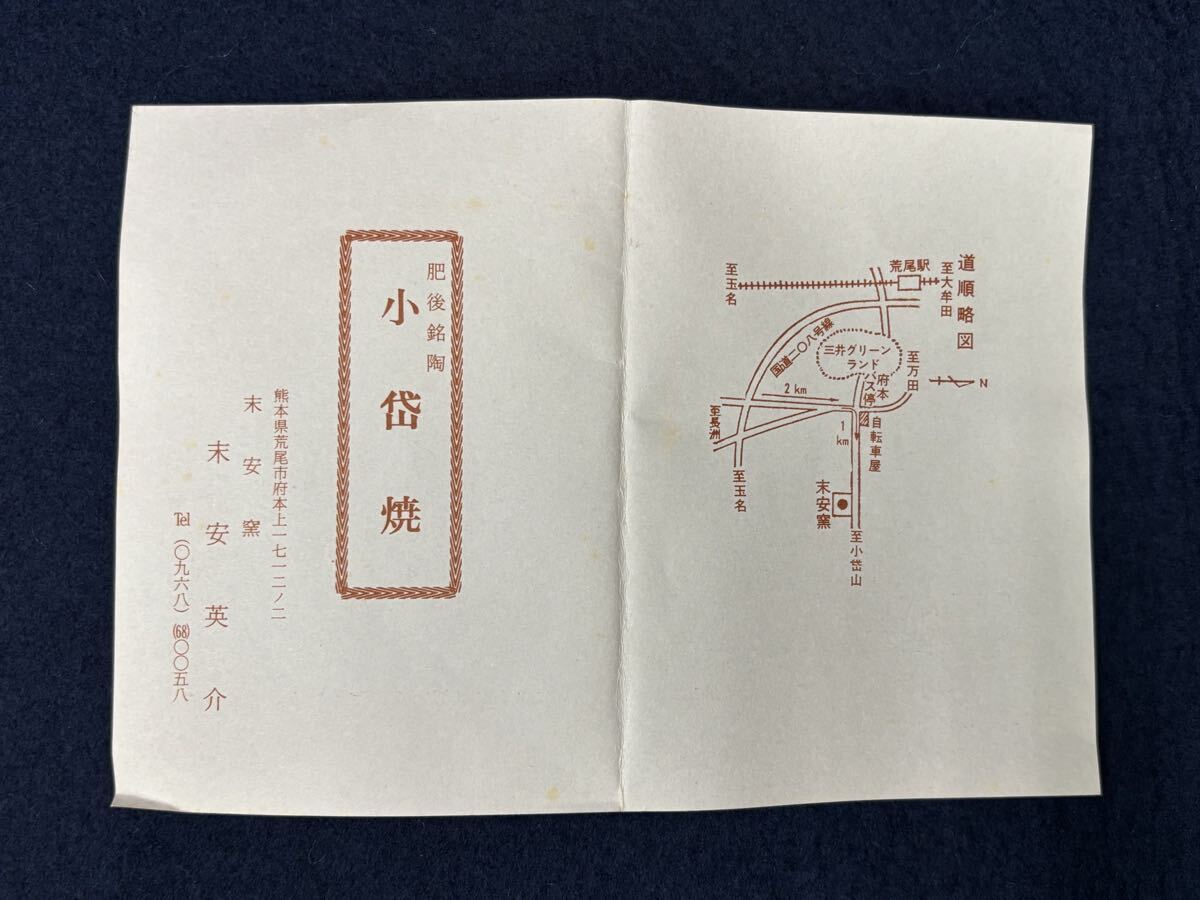 道順略図
至大牟田
荒尾駅
至玉名
国道二〇八号線
三井グリーン
ランド
至万田
N
府本
バス停
2 km
1
km
自転車屋
至長洲
至玉名
末安窯
至小岱山
肥後銘陶
小岱焼
熊本県荒尾市府本上一七一二ノ二
末安窯
末安英介
Tel (〇九六八) (68)〇〇五八